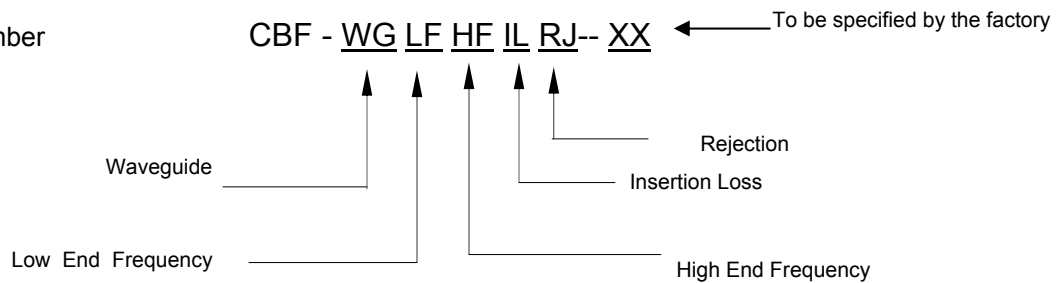 To be specified by the factory
CBF - WG LF HF IL RJ-- XX
Rejection
Waveguide
Insertion Loss
Low End Frequency
High End Frequency